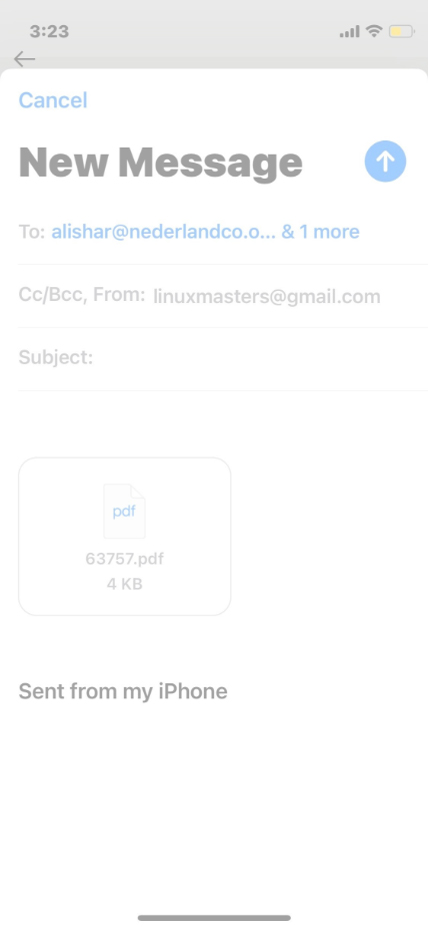 3:23
Cancel
New Message
To: alishar@nederlandco.o... & 1 more
Cc/Bcc, From: linuxmasters@gmail.com
Subject:
pdf
63757.pdf
4 KB
Sent from my iPhone